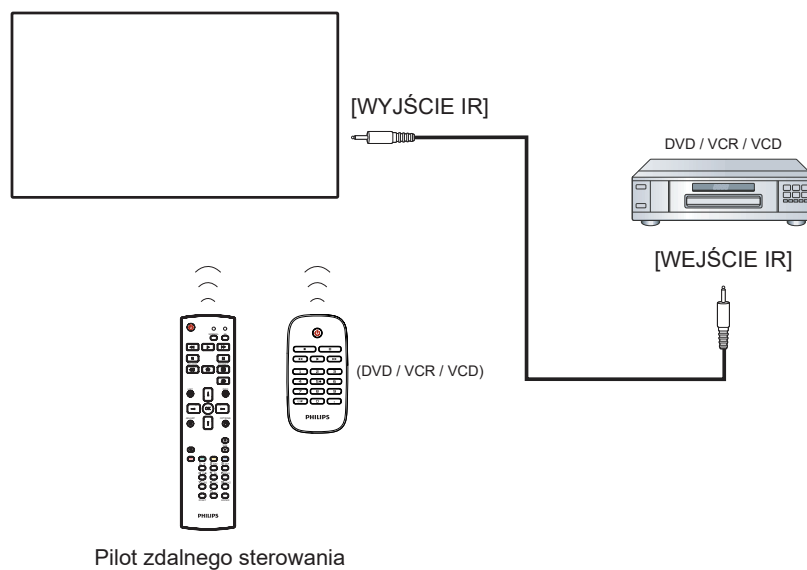 [WYJŚCIE IR]
DVD / VCR / VCD
[WEJŚCIE IR]
(DVD / VCR / VCD)
PHILIPS
PHILIPS
Pilot zdalnego sterowania